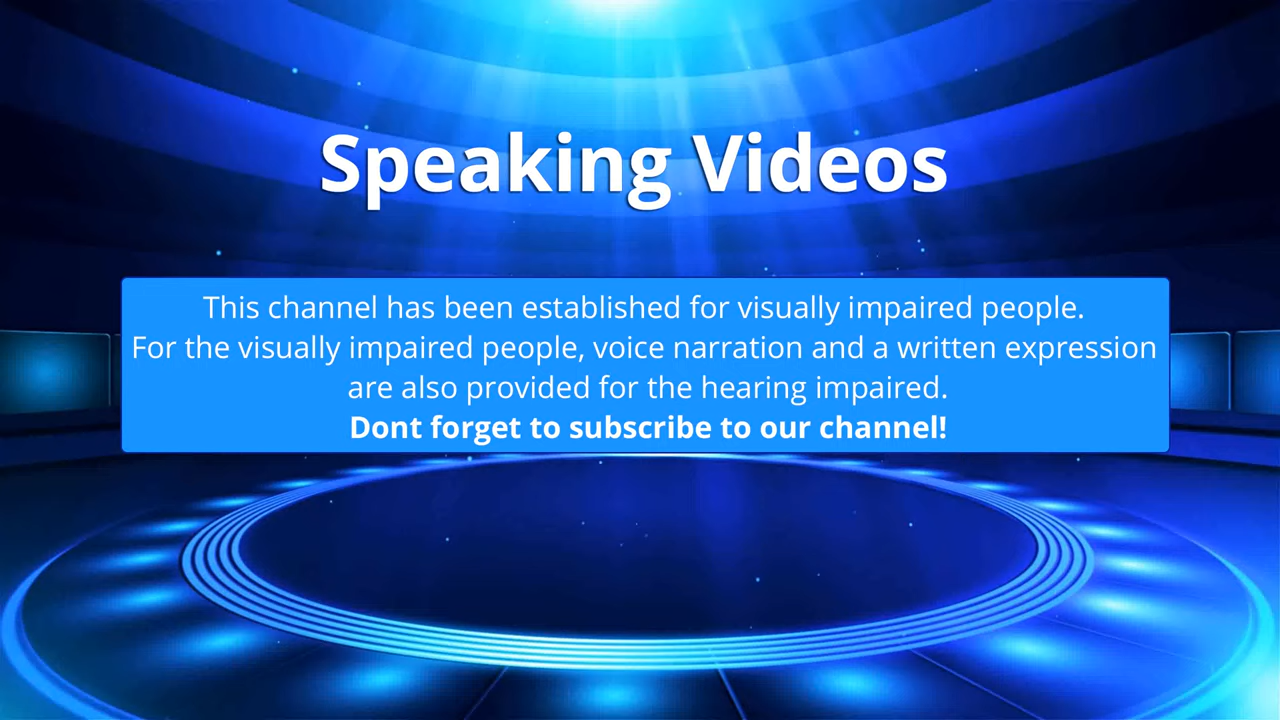 Speaking Videos
This channel has been established for visually impaired people.
For the visually impaired people, voice narration and a written expression
are also provided for the hearing impaired.
Dont forget to subscribe to our channel!